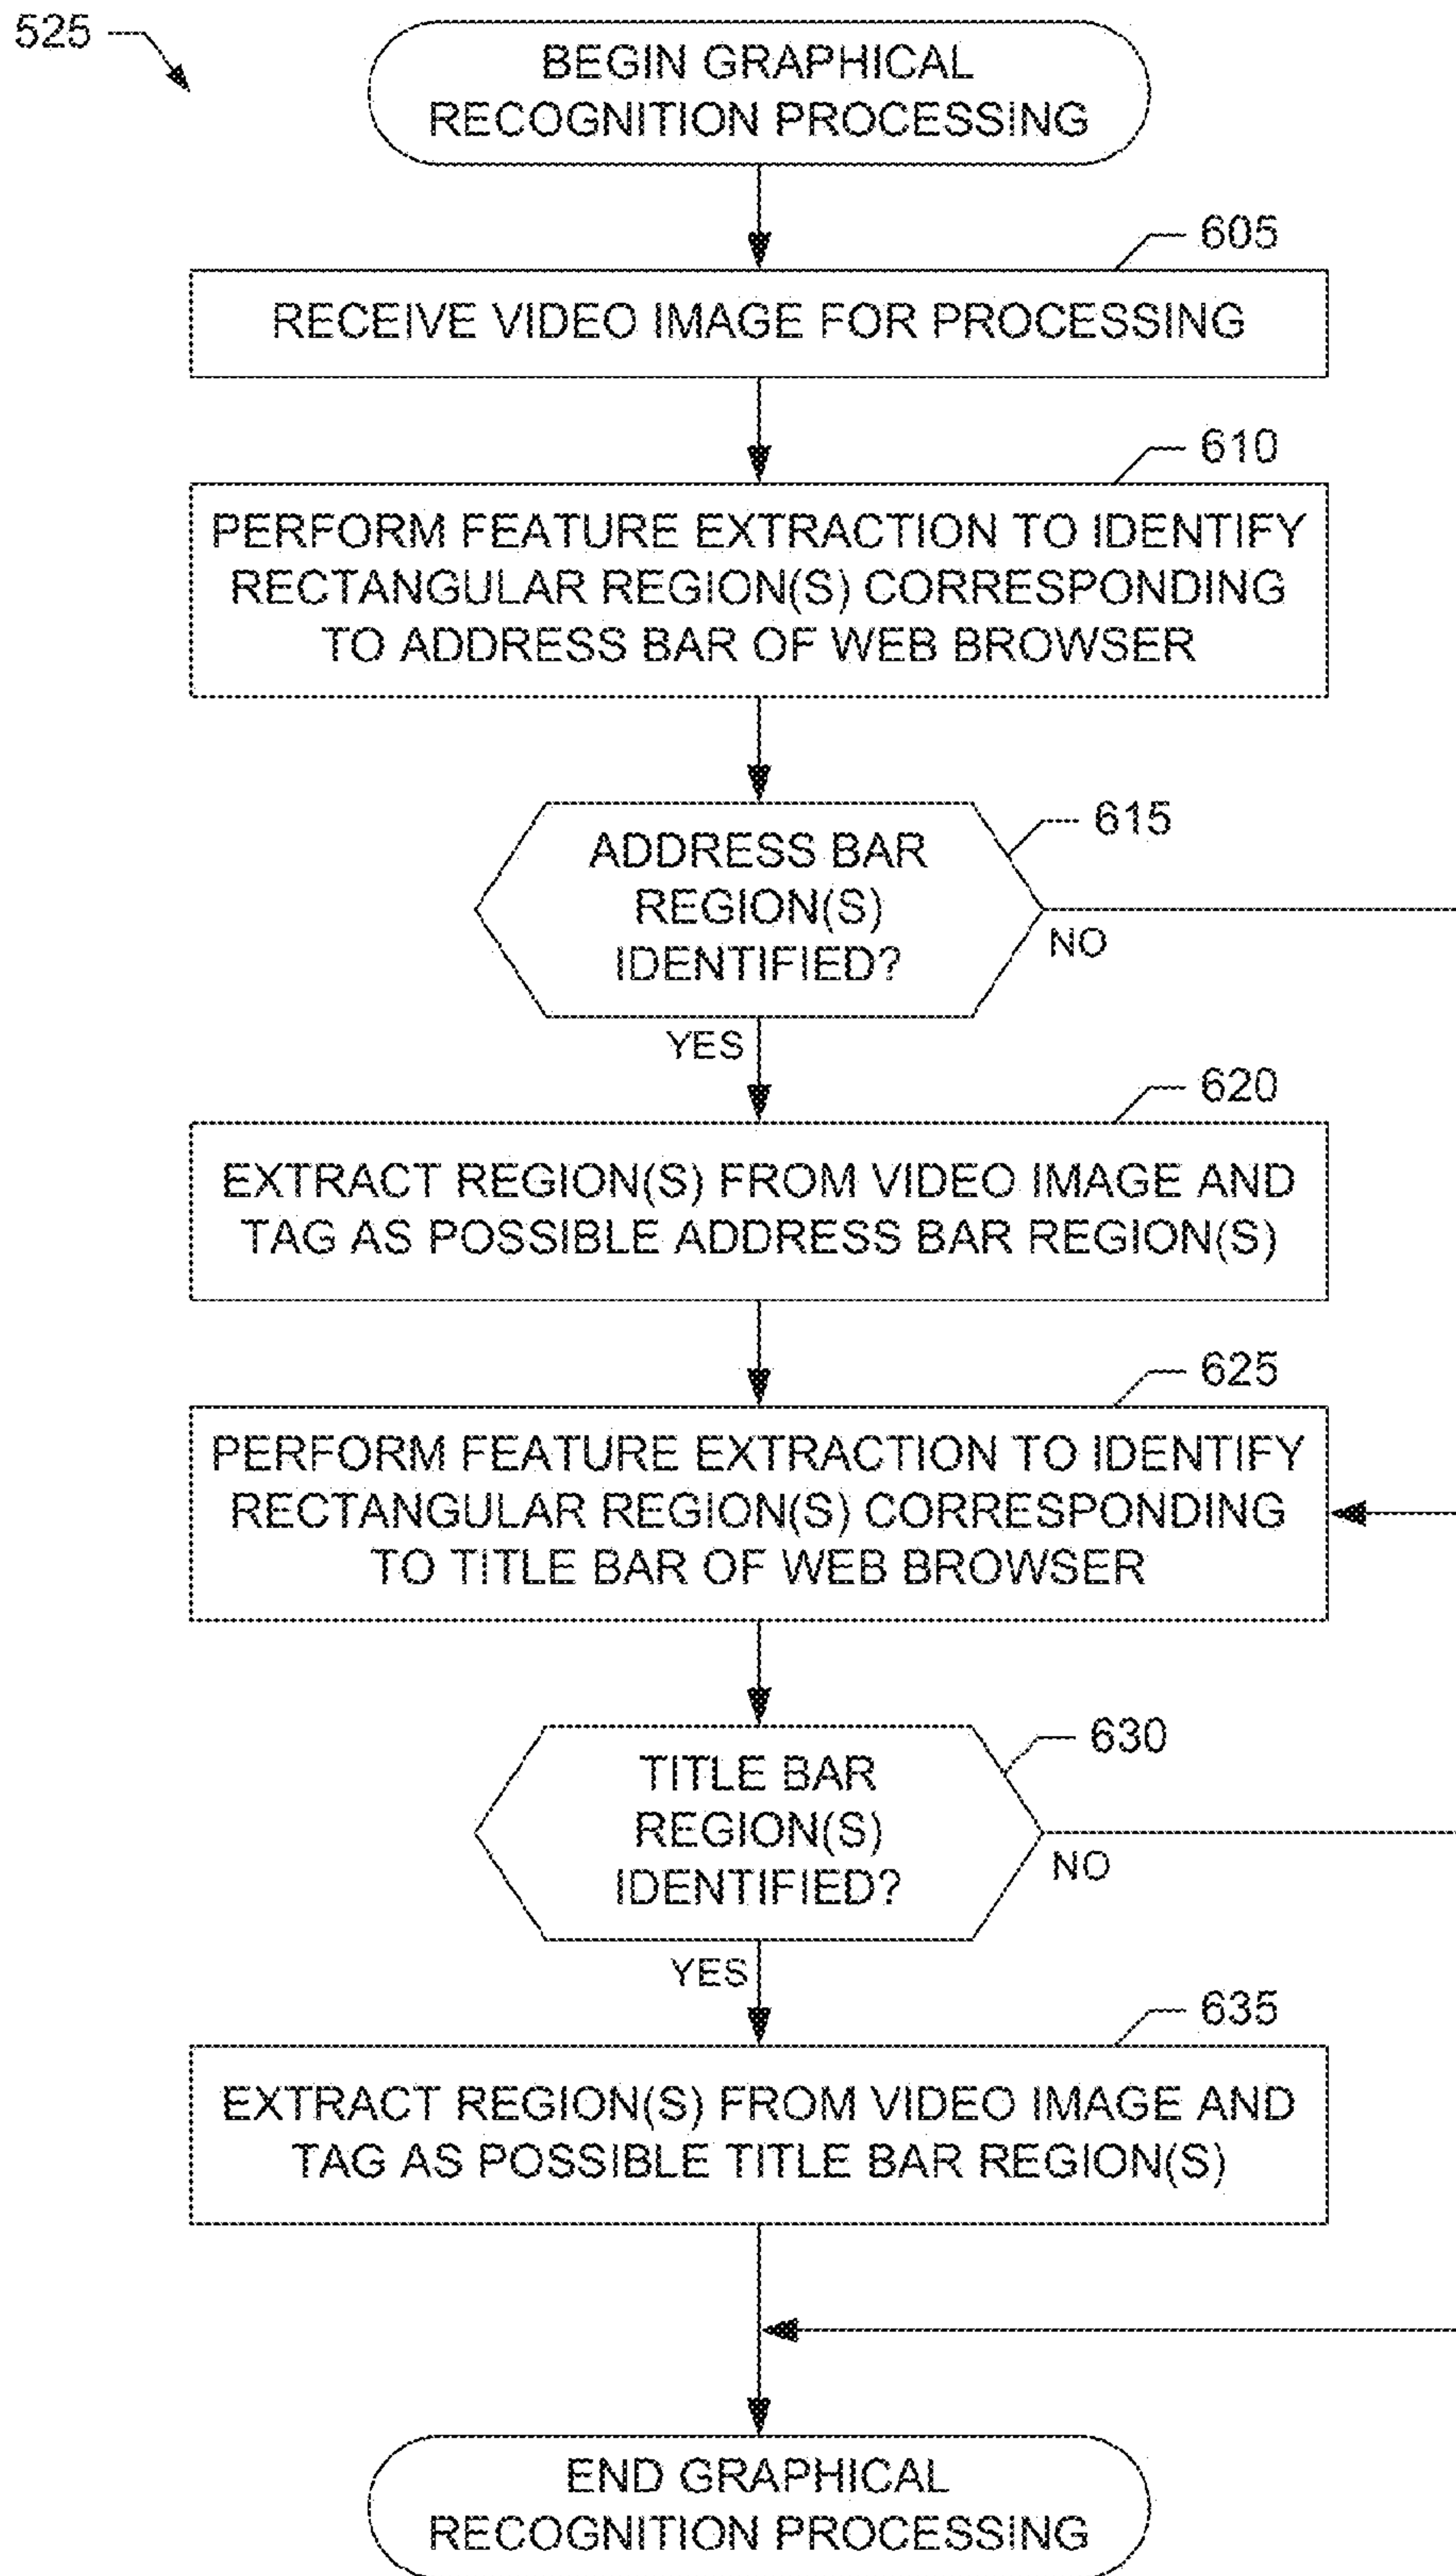 525
BEGIN GRAPHICAL
RECOGNITION PROCESSING
605
RECEIVE VIDEO IMAGE FOR PROCESSING
610
PERFORM FEATURE EXTRACTION TO IDENTIFY
RECTANGULAR REGION(S) CORRESPONDING
TO ADDRESS BAR OF WEB BROWSER
615
ADDRESS BAR
REGION(S)
IDENTIFIED?
NO
YES
620
EXTRACT REGION(S) FROM VIDEO IMAGE AND
TAG AS POSSIBLE ADDRESS BAR REGION(S)
625
PERFORM FEATURE EXTRACTION TO IDENTIFY
RECTANGULAR REGION(S) CORRESPONDING
TO TITLE BAR OF WEB BROWSER
630
TITLE BAR
REGION(S)
IDENTIFIED?
NO
YES
635
EXTRACT REGION(S) FROM VIDEO IMAGE AND
TAG AS POSSIBLE TITLE BAR REGION(S)
END GRAPHICAL
RECOGNITION PROCESSING